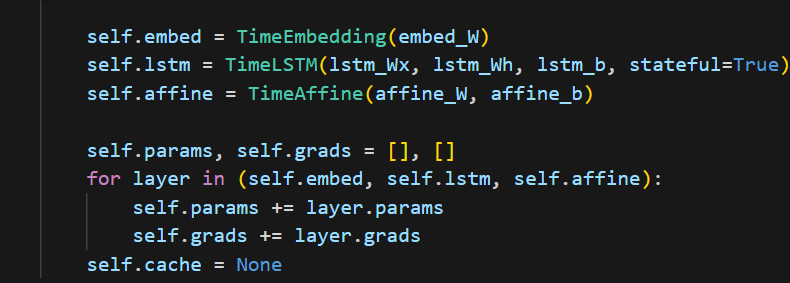 self.embed = TimeEmbedding(embed_W)
self.lstm = TimeLSTM(lstm_Wx, lstm_Wh, lstm_b, stateful=True)
self.affine = TimeAffine(affine_W, affine_b)
self.params, self.grads = [], []
for layer in (self.embed, self.lstm, self.affine):
self.params += layer.params
self.grads += layer.grads
self.cache = None